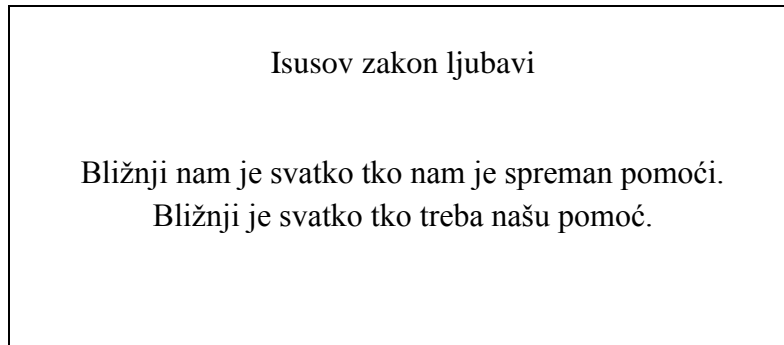 Isusov zakon ljubavi
Bližnji nam je svatko tko nam je spreman pomoći.
Bližnji je svatko tko treba našu pomoć.